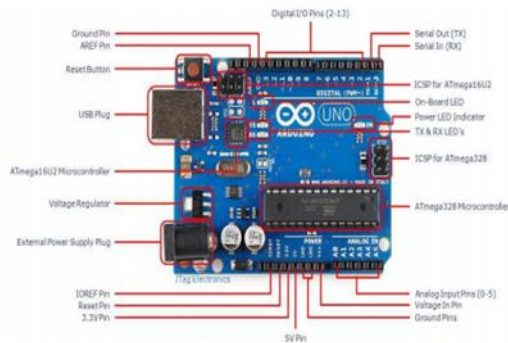 Digital I/O Pins (2-13)
Ground Pin
Serial Out (TX)
AREF Pin
Serial In (RX)
Reset Button
ICSP for ATmega16U2
DIGITAL (PWM~)
On-Board LED
USB Plug
Power LED Indicator
UNO
ARDUINO
TX & RX LED's
ICSP for ATmega328
ATmega16U2 Microcontroller
Voltage Regulator
ATmega328 Microcontroller
External Power Supply Plug
POWER
ANALOG IN
JTag Electronics
IOREF Pin
Analog Input Pins (0-5)
Reset Pin
Voltage In Pin
3.3V Pin
Ground Pins
5V Pin